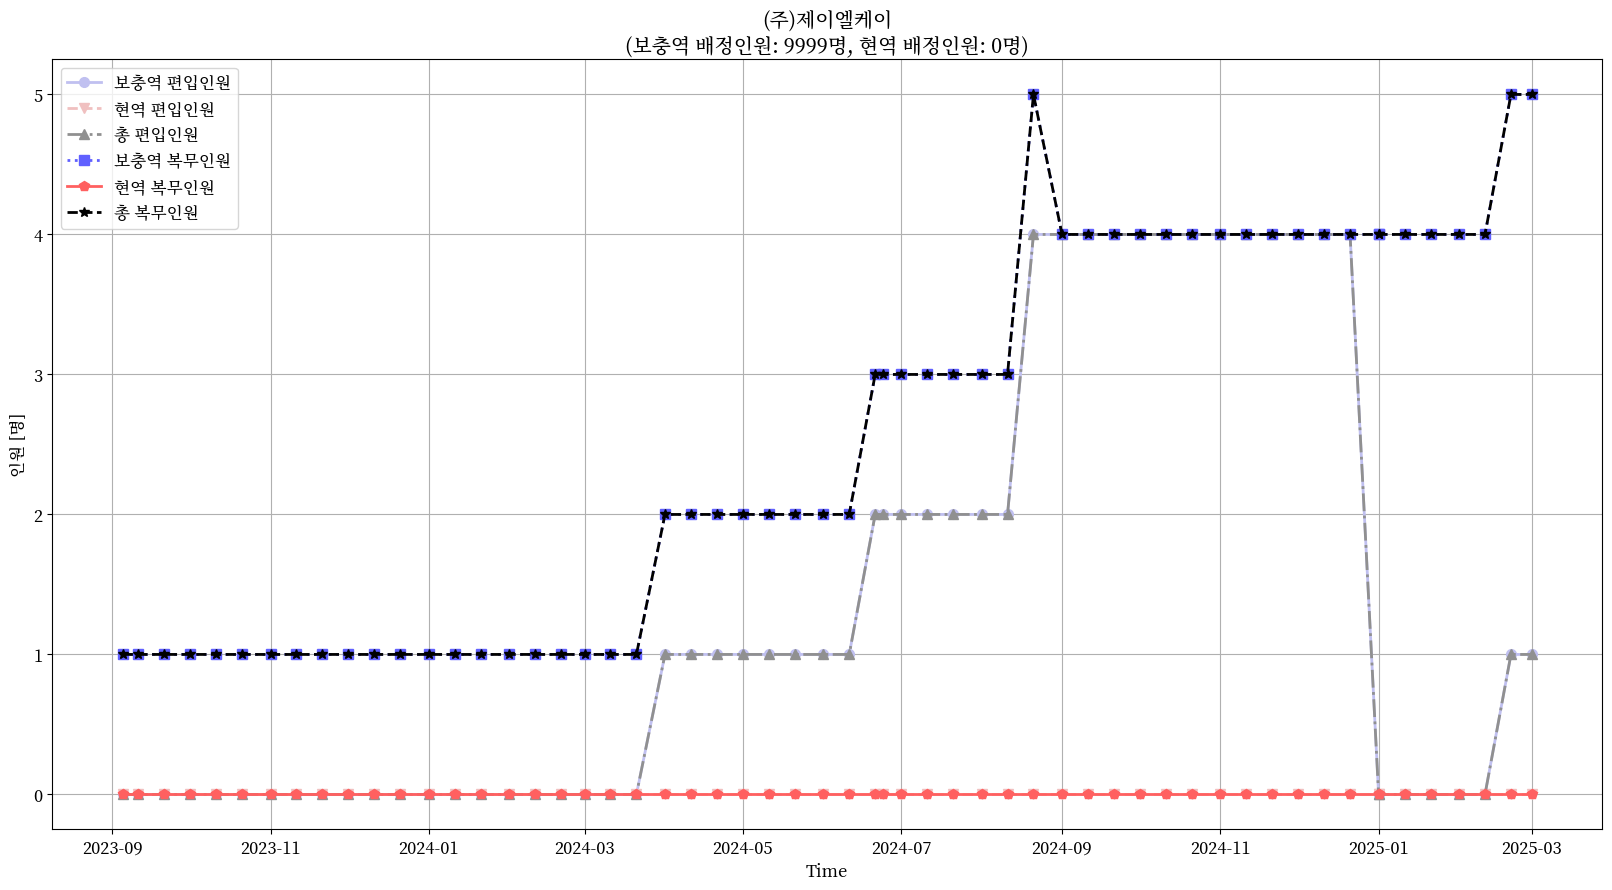 (주)제이엘케이
(보충역 배정인원: 9999명, 현역 배정인원: 0명)
보충역 편입인원
현역 편입인원
총 편입인원
보충역 복무인원
현역 복무인원
총 복무인원
인원 [명]
5
4
3
2
1
0
2023-09
2023-11
2024-01
2024-03
2024-05
2024-07
2024-09
2024-11
2025-01
2025-03
Time